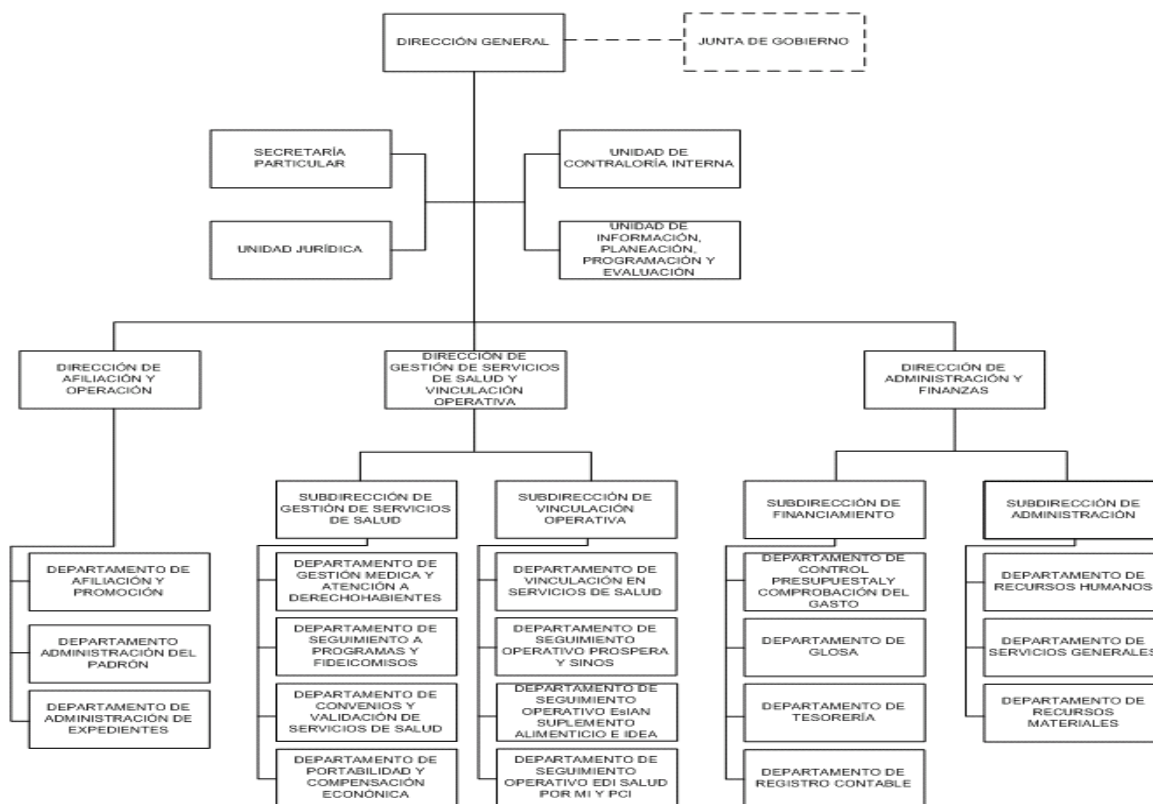 DIRECCIÓN GENERAL
JUNTA DE GOBIERNO
SECRETARÍA
PARTICULAR
UNIDAD DE
CONTRALORÍA INTERNA
UNIDAD JURÍDICA
UNIDAD DE
INFORMACIÓN,
PLANEACIÓN,
PROGRAMACIÓN Y
EVALUACIÓN
DIRECCIÓN DE
AFILIACIÓN Y
OPERACIÓN
DIRECCIÓN DE
GESTIÓN DE SERVICIOS
DE SALUD Y
VINCULACIÓN
OPERATIVA
DIRECCIÓN DE
ADMINISTRACIÓN Y
FINANZAS
SUBDIRECCIÓN DE
GESTIÓN DE SERVICIOS
DE SALUD
SUBDIRECCIÓN DE
VINCULACIÓN
OPERATIVA
SUBDIRECCIÓN DE
FINANCIAMIENTO
SUBDIRECCIÓN DE
ADMINISTRACIÓN
DEPARTAMENTO DE
AFILIACIÓN Y
PROMOCIÓN
DEPARTAMENTO DE
GESTIÓN MEDICA Y
ATENCIÓN A
DERECHOHABIENTES
DEPARTAMENTO DE
VINCULACIÓN EN
SERVICIOS DE SALUD
DEPARTAMENTO DE
CONTROL
PRESUPUESTAL Y
COMPROBACIÓN DEL
GASTO
DEPARTAMENTO DE
RECURSOS HUMANOS
DEPARTAMENTO
ADMINISTRACIÓN DEL
PADRÓN
DEPARTAMENTO DE
SEGUIMIENTO A
PROGRAMAS Y
FIDEICOMISOS
DEPARTAMENTO DE
SEGUIMIENTO
OPERATIVO PROSPERA
Y SINOS
DEPARTAMENTO DE
GLOSA
DEPARTAMENTO DE
SERVICIOS GENERALES
DEPARTAMENTO DE
ADMINISTRACIÓN DE
EXPEDIENTES
DEPARTAMENTO DE
CONVENIOS Y
VALIDACIÓN DE
SERVICIOS DE SALUD
DEPARTAMENTO DE
SEGUIMIENTO
OPERATIVO EsIAN
SUPLEMENTO
ALIMENTICIO E IDEA
DEPARTAMENTO DE
TESORERÍA
DEPARTAMENTO DE
RECURSOS
MATERIALES
DEPARTAMENTO DE
PORTABILIDAD Y
COMPENSACIÓN
ECONÓNICA
DEPARTAMENTO DE
SEGUIMIENTO
OPERATIVO EDI SALUD
POR MI Y PCI
DEPARTAMENTO DE
REGISTRO CONTABLE